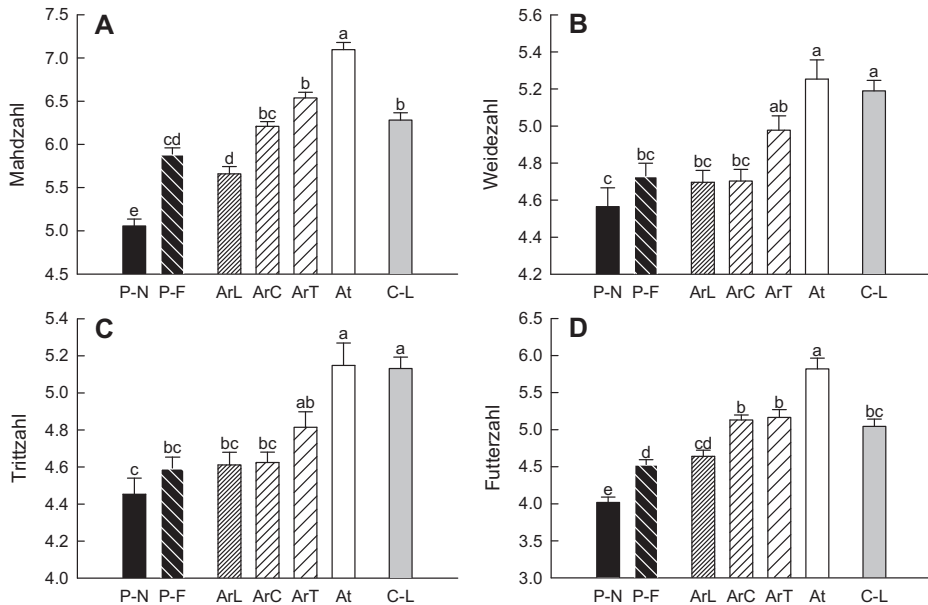 A
Mahdzahl
7.5
7.0
6.5
6.0
5.5
5.0
4.5
e
cd
d
bc
b
a
b
P-N P-F ArL ArC ArT At C-L
B
Weidezahl
5.6
5.4
5.2
5.0
4.8
4.6
4.4
4.2
c
bc
bc
bc
ab
a
a
P-N P-F ArL ArC ArT At C-L
C
Trittzahl
5.4
5.2
5.0
4.8
4.6
4.4
4.2
4.0
c
bc
bc
bc
ab
a
a
P-N P-F ArL ArC ArT At C-L
D
Futterzahl
6.5
6.0
5.5
5.0
4.5
4.0
3.5
3.0
e
d
cd
b
b
a
bc
P-N P-F ArL ArC ArT At C-L